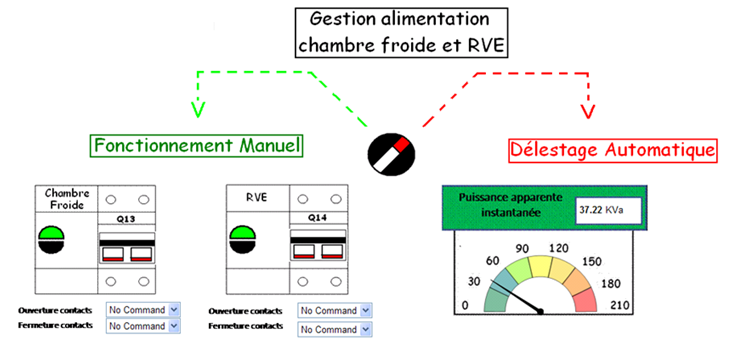 Gestion alimentation
chambre froide et RVE
Fonctionnement Manuel
Délestage Automatique
Chambre
Froide
Q13
RVE
Q14
Ouverture contacts No Command
Fermeture contacts No Command
Ouverture contacts No Command
Fermeture contacts No Command
Puissance apparente
instantanée
37.22 KVa
0
30
60
90
120
150
180
210